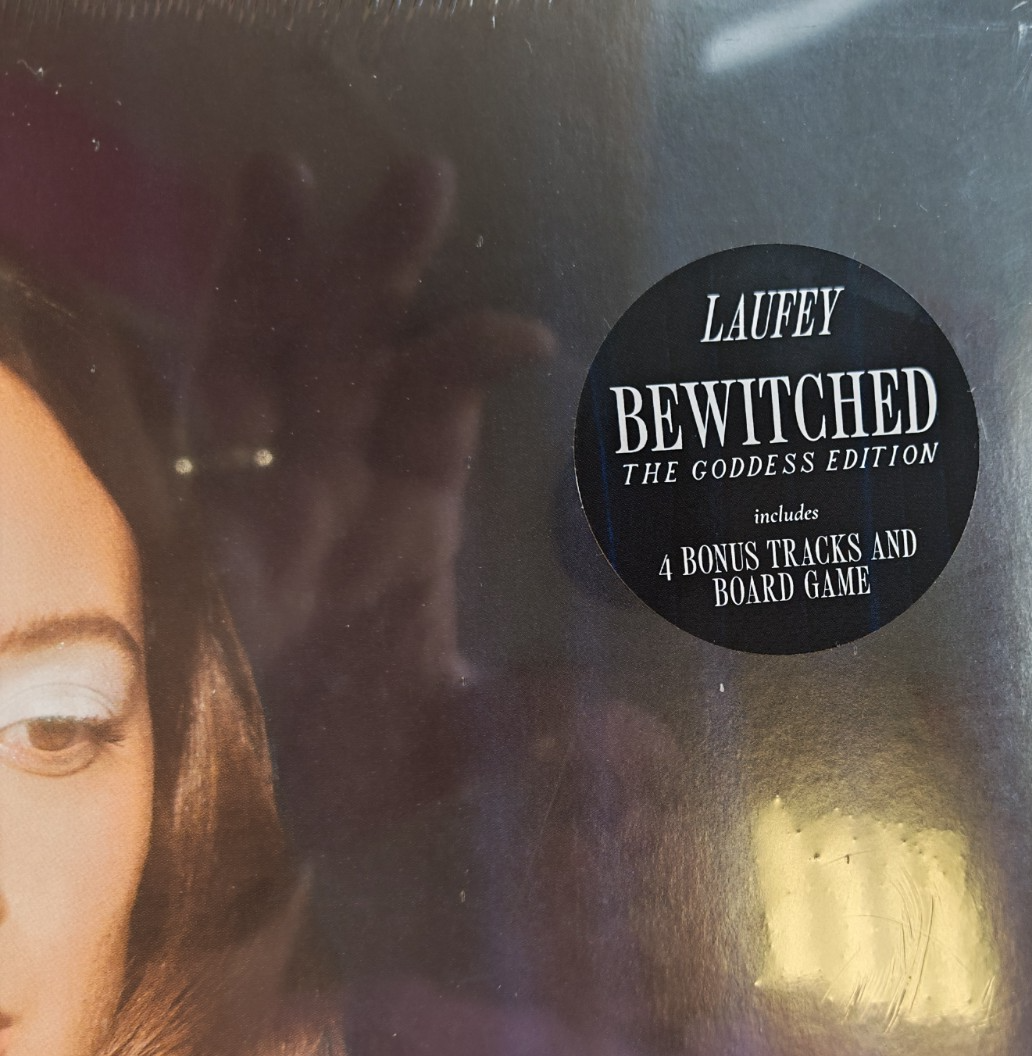 LAUFEY
BEWITCHED
THE GODDESS EDITION
includes
4 BONUS TRACKS AND
BOARD GAME